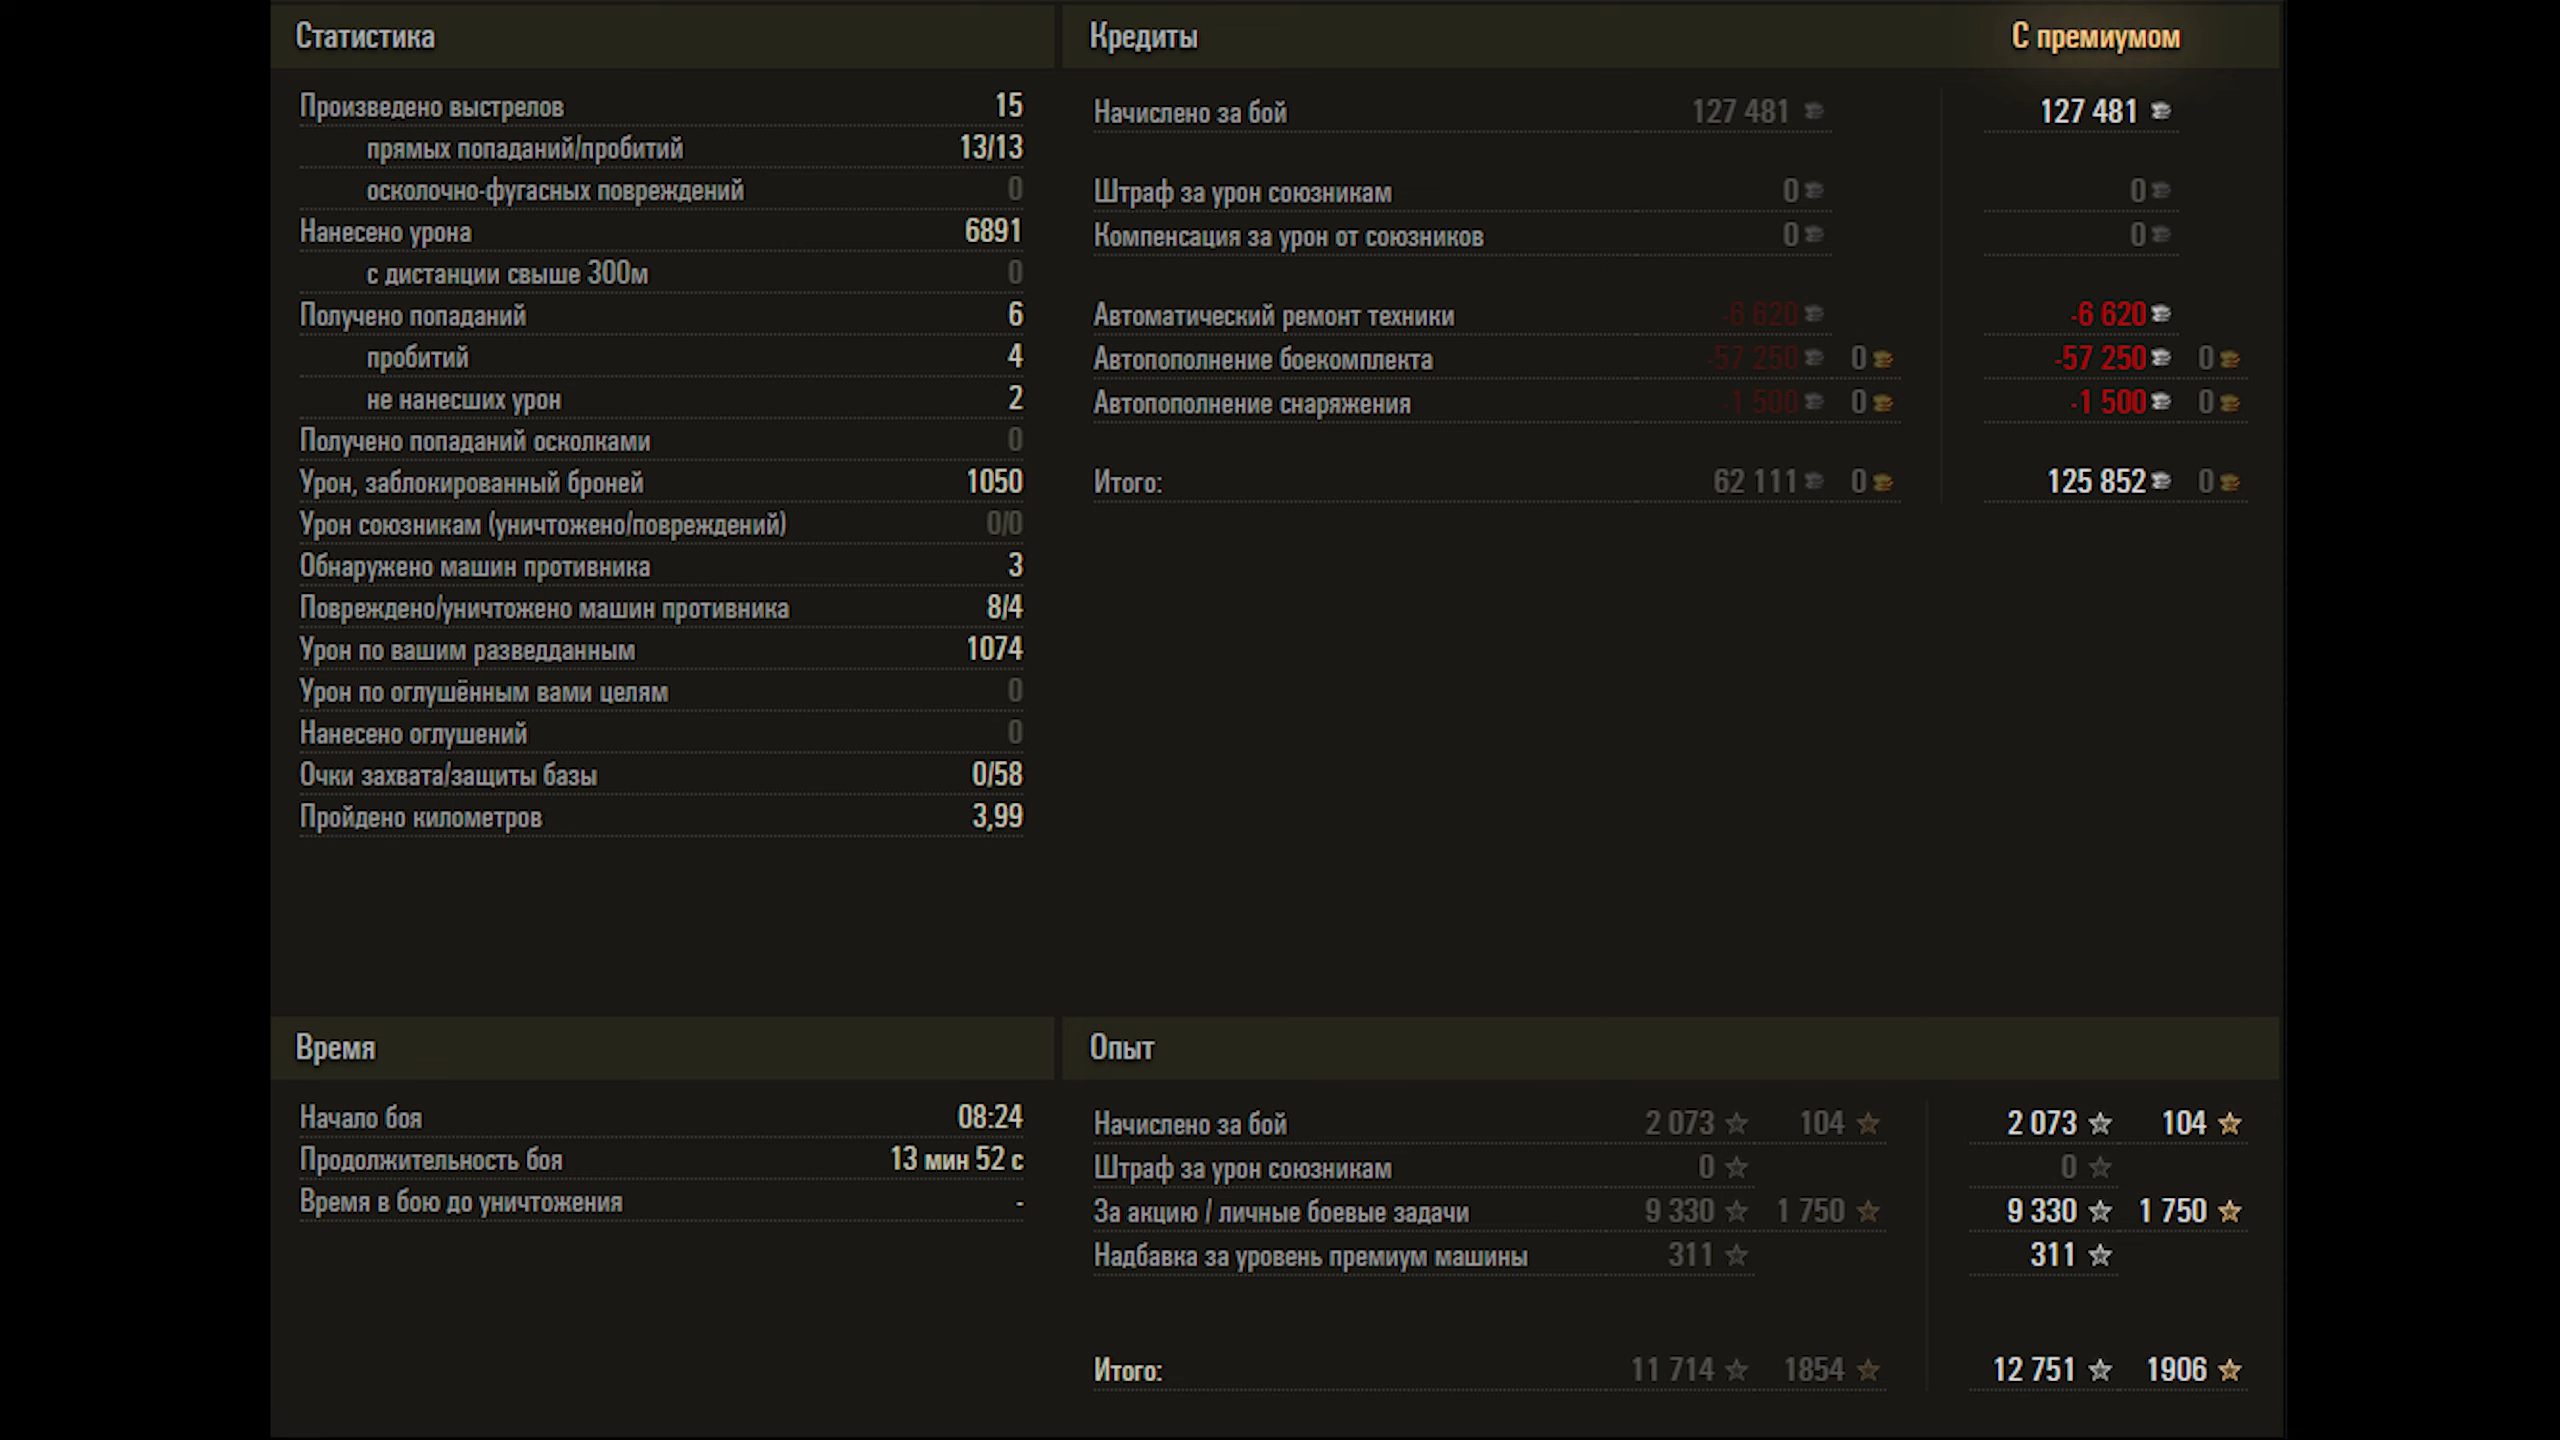 Статистика
Произведено выстрелов 15
прямых попаданий/пробитий 13/13
осколочно-фугасных повреждений 0
Нанесено урона 6891
с дистанции свыше 300м 0
Получено попаданий 6
пробитий 4
не нанесших урон 2
Получено попаданий осколками 0
Урон, заблокированный броней 1050
Урон союзникам (уничтожено/повреждений) 0/0
Обнаружено машин противника 3
Повреждено/уничтожено машин противника 8/4
Урон по вашим разведданным 1074
Урон по оглушённым вами целям 0
Нанесено оглушений 0
Очки захвата/защиты базы 0/58
Пройдено километров 3,99
Кредиты С премиумом
Начислено за бой 127 481 127 481
Штраф за урон союзникам 0 0
Компенсация за урон от союзников 0 0
Автоматический ремонт техники -6 620 -6 620
Автопополнение боекомплекта -57 250 0 -57 250 0
Автопополнение снаряжения -1 500 0 -1 500 0
Итого: 62 111 0 125 852 0
Время
Начало боя 08:24
Продолжительность боя 13 мин 52 с
Время в бою до уничтожения -
Опыт
Начислено за бой 2 073 104 2 073 104
Штраф за урон союзникам 0 0
За акцию / личные боевые задачи 9 330 1 750 9 330 1 750
Надбавка за уровень премиум машины 311 311
Итого: 11 714 1854 12 751 1906